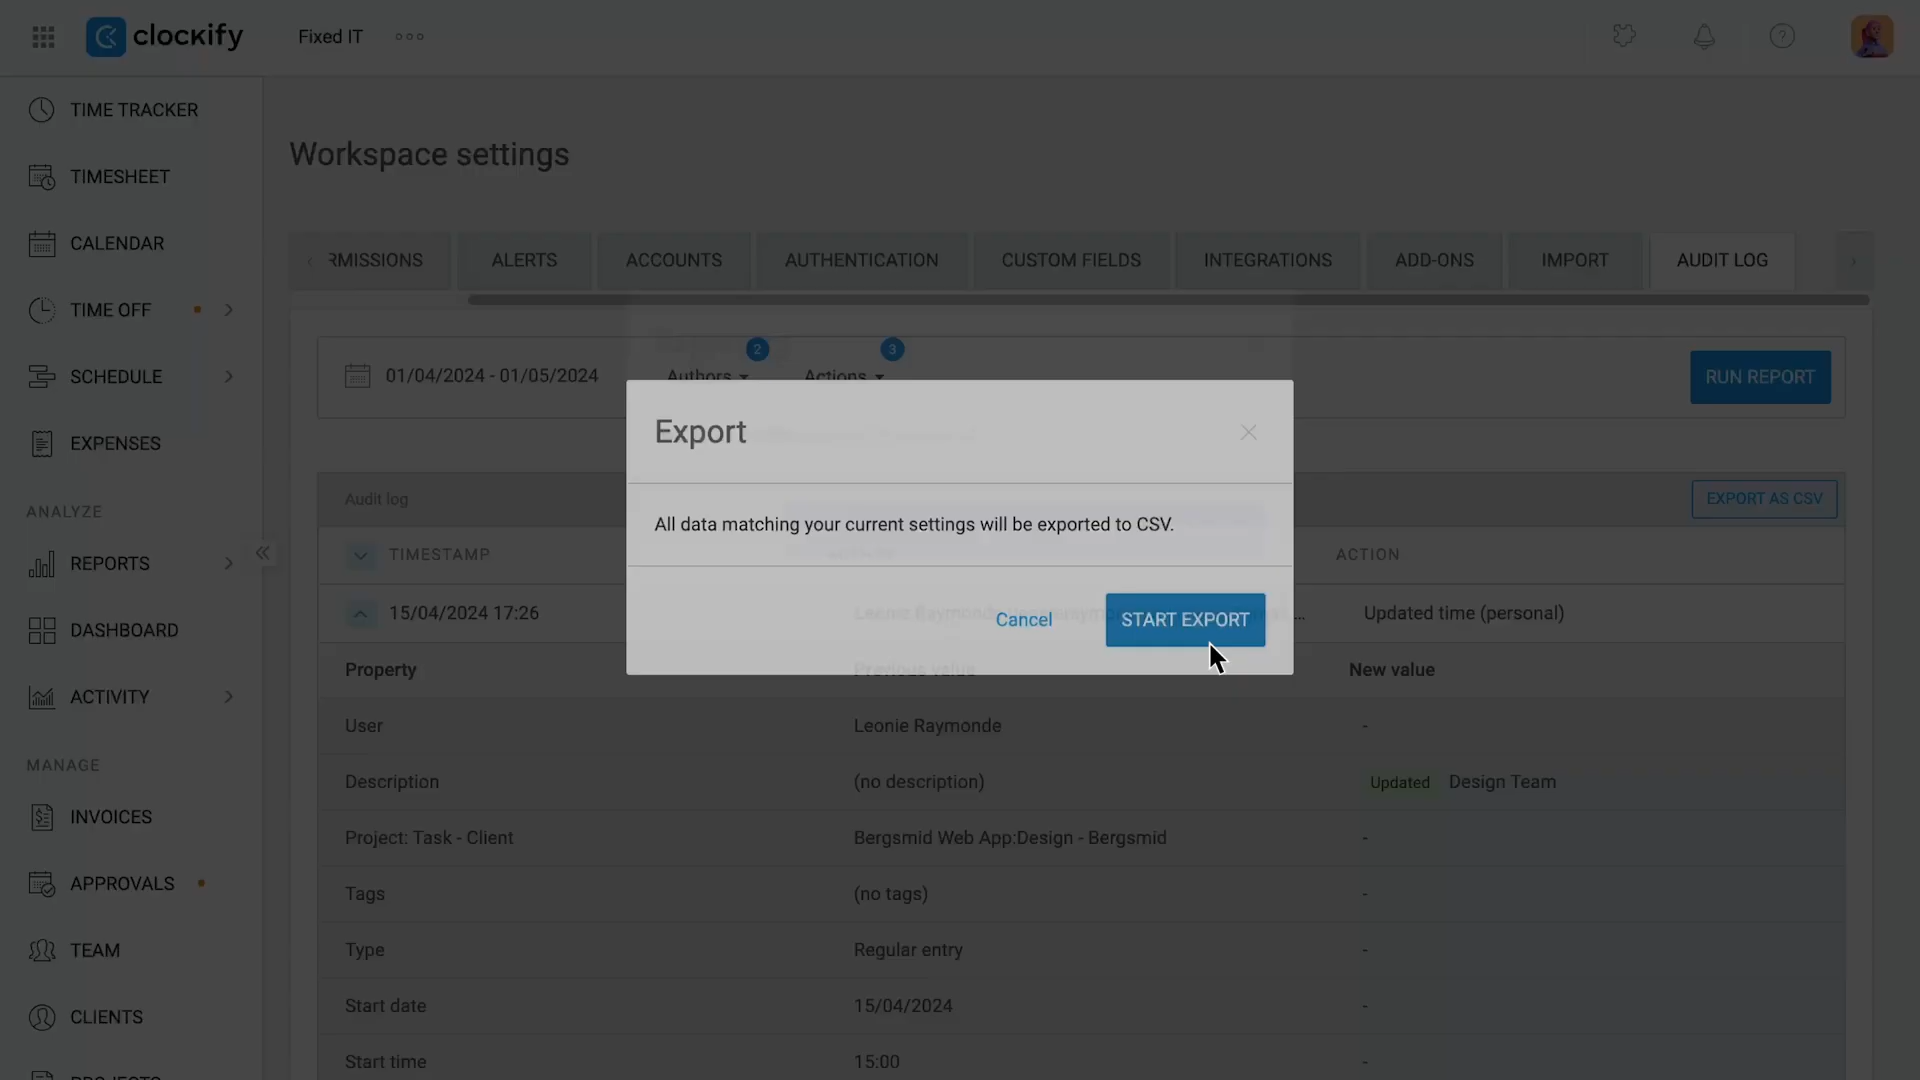 clockify
Fixed IT
TIME TRACKER
TIMESHEET
CALENDAR
TIME OFF
SCHEDULE
EXPENSES
ANALYZE
REPORTS
DASHBOARD
ACTIVITY
MANAGE
INVOICES
APPROVALS
TEAM
CLIENTS
PROJECTS
Workspace settings
RMISSIONS
ALERTS
ACCOUNTS
AUTHENTICATION
CUSTOM FIELDS
INTEGRATIONS
ADD-ONS
IMPORT
AUDIT LOG
01/04/2024 - 01/05/2024
2
Authors
3
Actions
RUN REPORT
Export
All data matching your current settings will be exported to CSV.
Cancel
START EXPORT
Audit log
EXPORT AS CSV
TIMESTAMP
ACTION
15/04/2024 17:26
Updated time (personal)
Property
Previous value
New value
User
Leonie Raymonde
-
Description
(no description)
Updated Design Team
Project: Task - Client
Bergsmid Web App:Design - Bergsmid
-
Tags
(no tags)
-
Type
Regular entry
-
Start date
15/04/2024
-
Start time
15:00
-